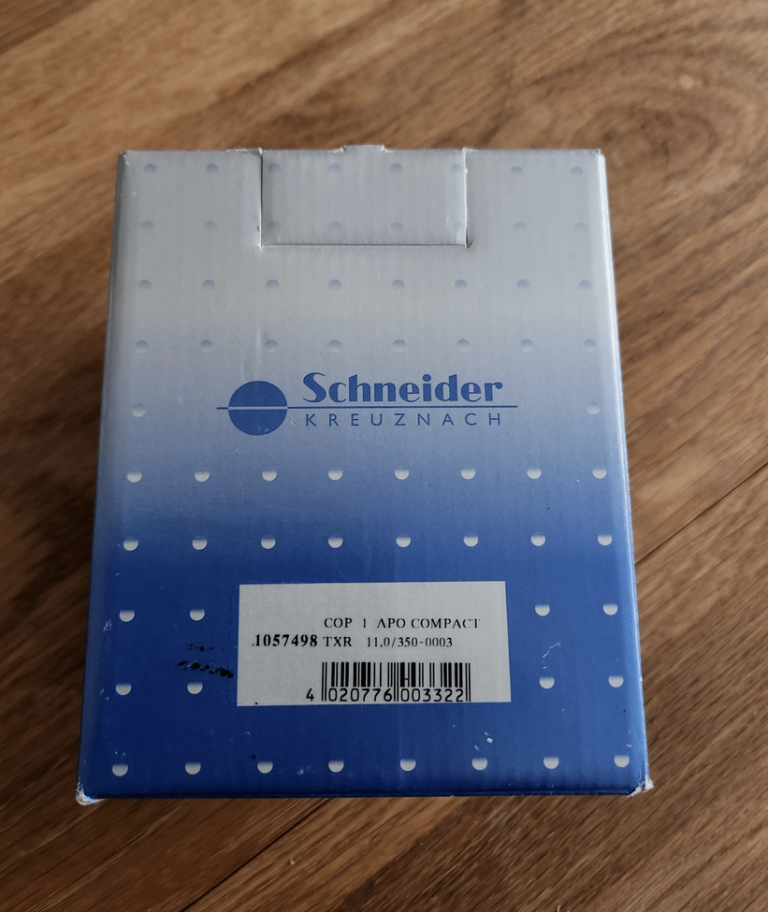 Schneider
KREUZNACH
COP 1 APO COMPACT
1057498 TXR 11,0/350-0003
4 020776 003322